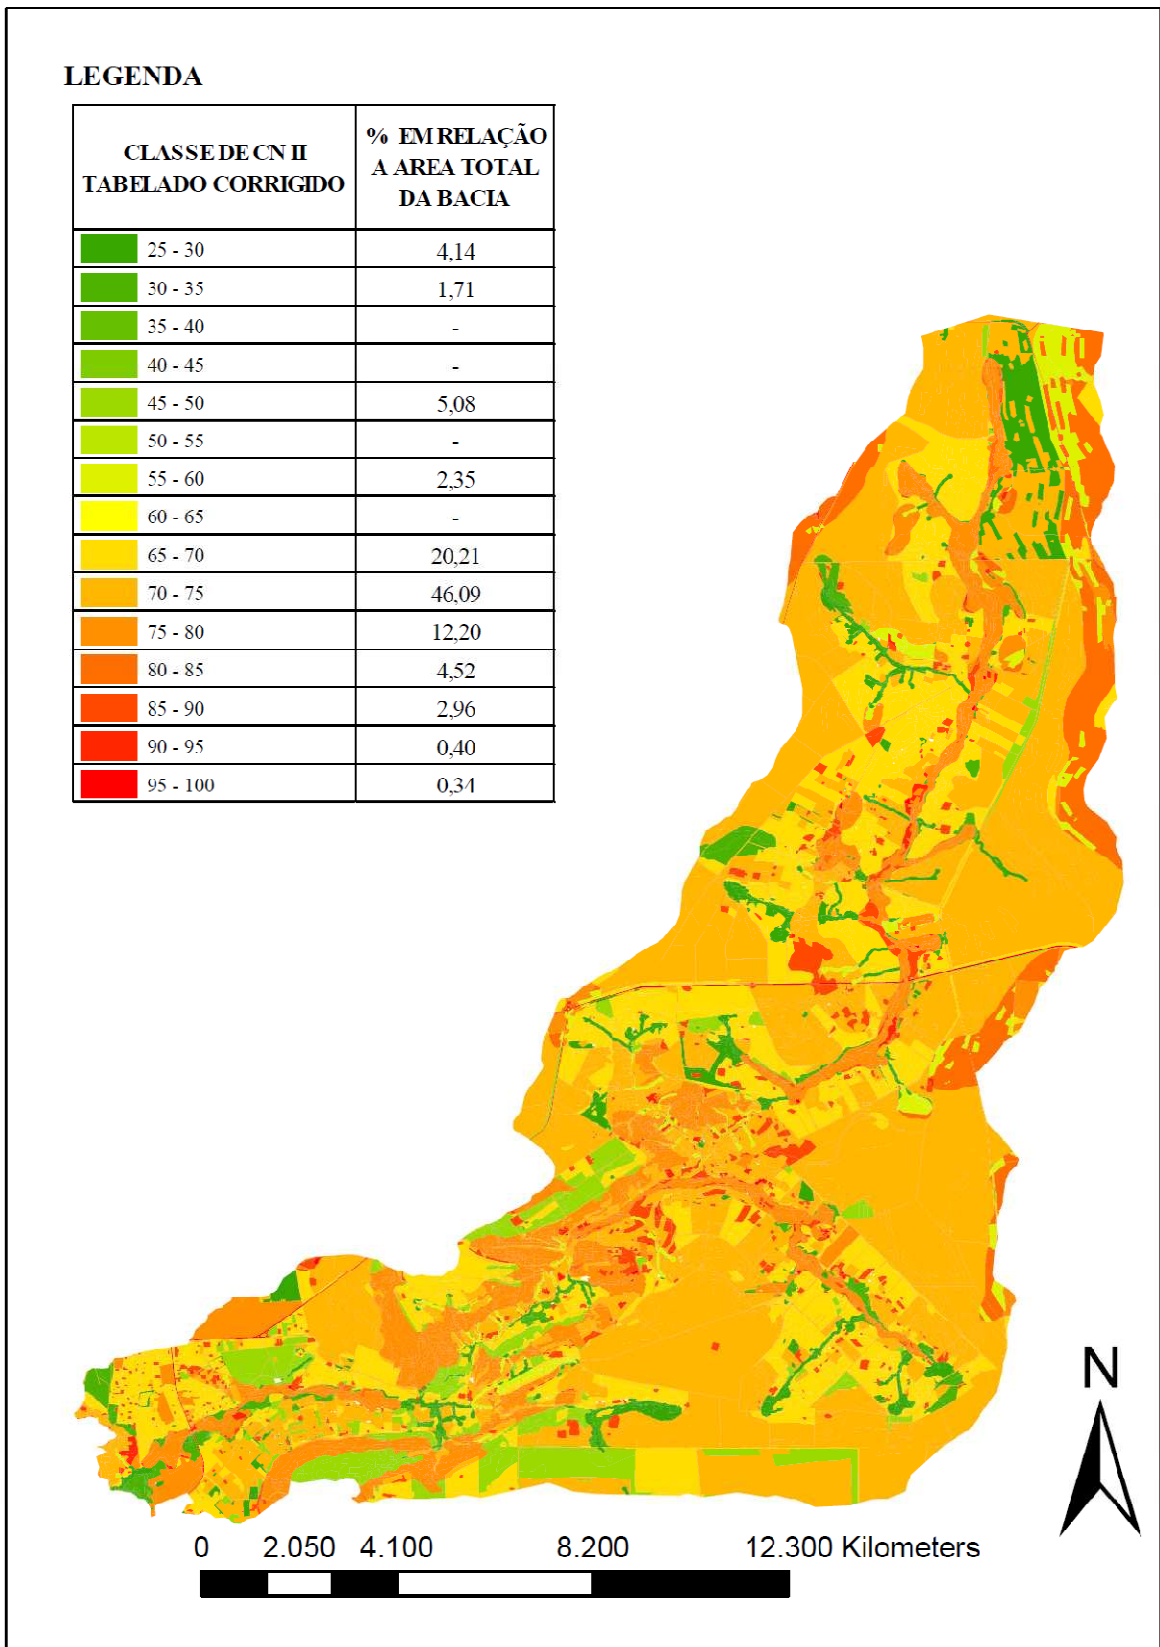 LEGENDA
CLASSE DE CN II
TABELADO CORRIGIDO
% EM RELAÇÃO
A AREA TOTAL
DA BACIA
25 - 30 4,14
30 - 35 1,71
35 - 40 -
40 - 45 -
45 - 50 5,08
50 - 55 -
55 - 60 2,35
60 - 65 -
65 - 70 20,21
70 - 75 46,09
75 - 80 12,20
80 - 85 4,52
85 - 90 2,96
90 - 95 0,40
95 - 100 0,34
N
0 2.050 4.100 8.200 12.300 Kilometers